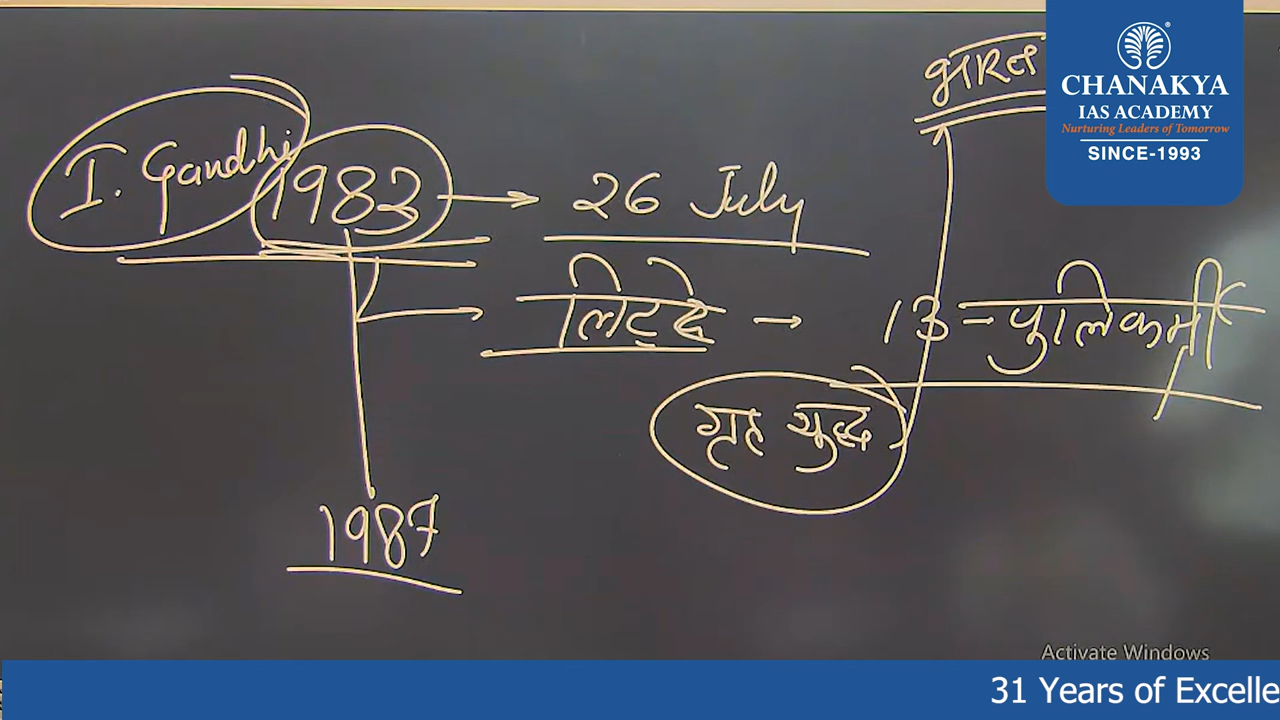 भारत
I. Gandhi 1983 → 26 July
लिट्टे → 13 - पुलिकर्मी
गृह युद्ध
1987
CHANAKYA
IAS ACADEMY
Nurturing Leaders of Tomorrow
SINCE-1993
Activate Windows
31 Years of Excelle